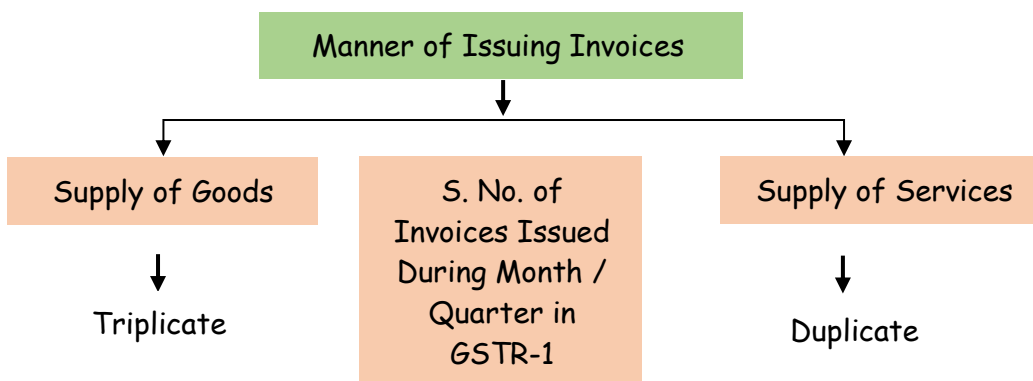 Manner of Issuing Invoices
Supply of Goods
Triplicate
S. No. of
Invoices Issued
During Month /
Quarter in
GSTR-1
Supply of Services
Duplicate